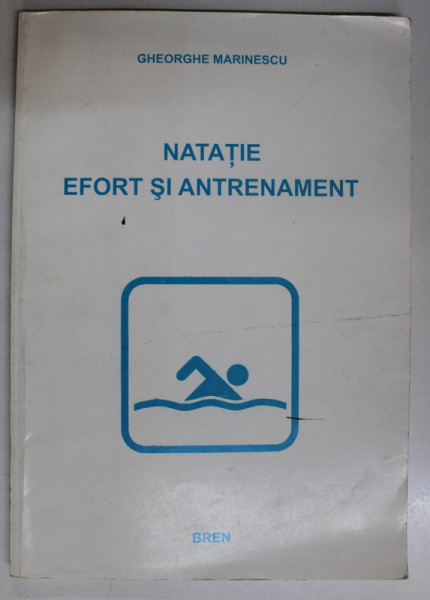 GHEORGHE MARINESCU
NATAȚIE
EFORT ȘI ANTRENAMENT
BREN